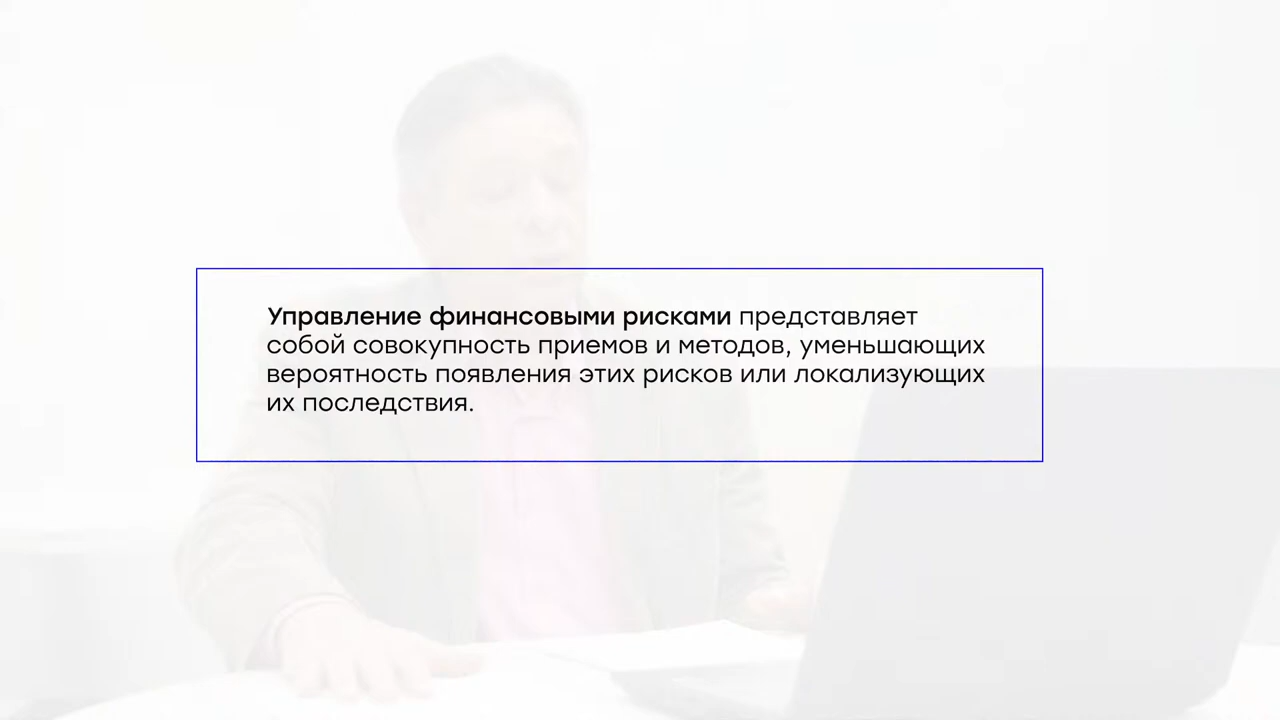 Управление финансовыми рисками представляет
собой совокупность приемов и методов, уменьшающих
вероятность появления этих рисков или локализующих
их последствия.